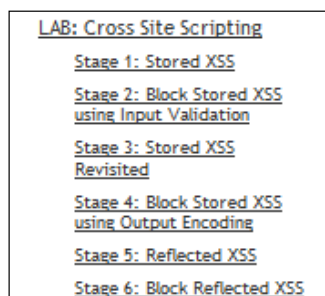 LAB: Cross Site Scripting
Stage 1: Stored XSS
Stage 2: Block Stored XSS
using Input Validation
Stage 3: Stored XSS
Revisited
Stage 4: Block Stored XSS
using Output Encoding
Stage 5: Reflected XSS
Stage 6: Block Reflected XSS